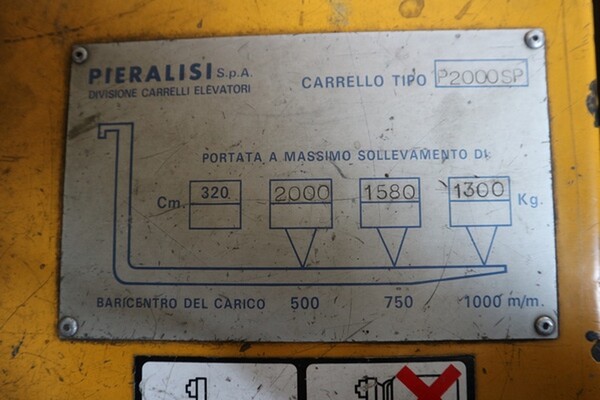 PIERALISI S.p.A.
DIVISIONE CARRELLI ELEVATORI
CARRELLO TIPO P2000SP
PORTATA A MASSIMO SOLLEVAMENTO DI
Cm. 320 2000 1580 1300 Kg.
BARICENTRO DEL CARICO 500 750 1000 m/m.